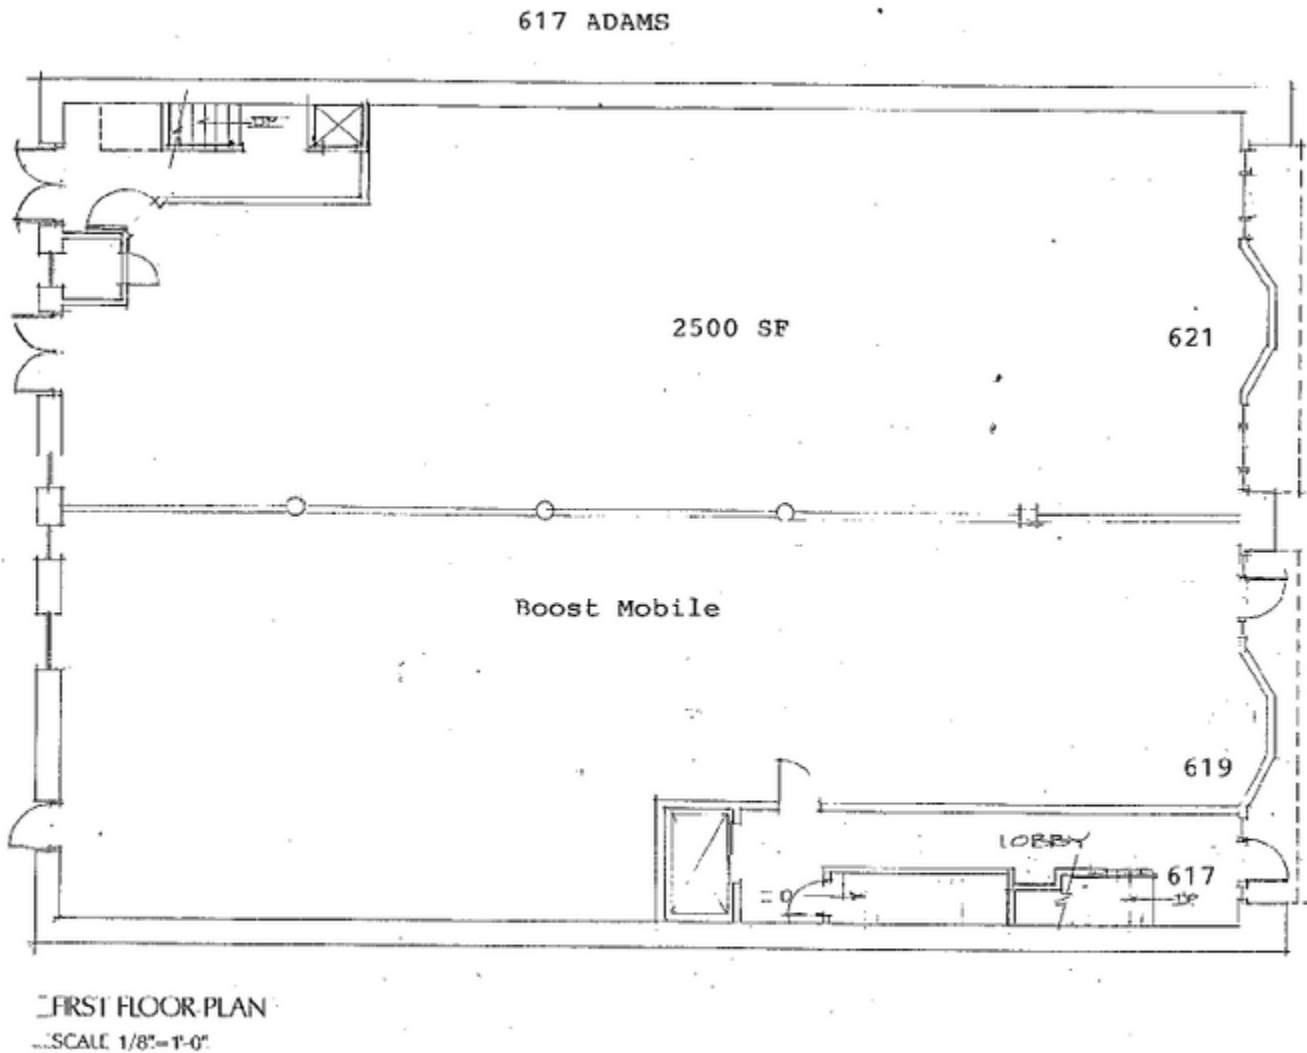 617 ADAMS
UP
2500 SF
621
Boost Mobile
619
LOBBY
617
UP
FIRST FLOOR PLAN
SCALE 1/8"=1'-0"